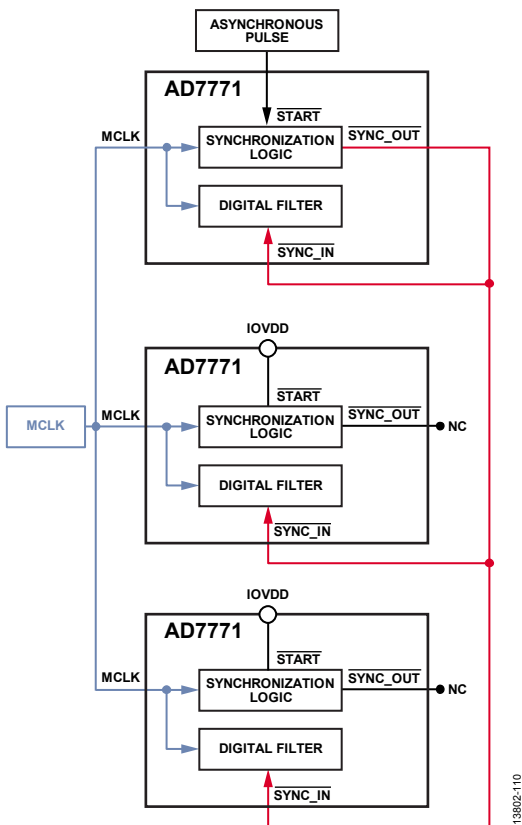 ASYNCHRONOUS
PULSE
AD7771
START
MCLK
SYNCHRONIZATION
LOGIC
SYNC_OUT
DIGITAL FILTER
SYNC_IN
IOVDD
AD7771
START
MCLK
MCLK
SYNCHRONIZATION
LOGIC
SYNC_OUT
NC
DIGITAL FILTER
SYNC_IN
IOVDD
AD7771
START
MCLK
SYNCHRONIZATION
LOGIC
SYNC_OUT
NC
DIGITAL FILTER
SYNC_IN
13802-110